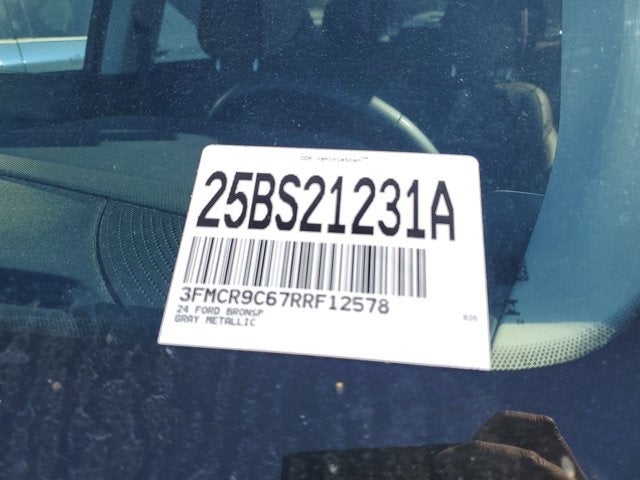 CDK VehicleScan™
25BS21231A
3FMCR9C67RRF12578
24 FORD BRONSP
GRAY METALLIC
826